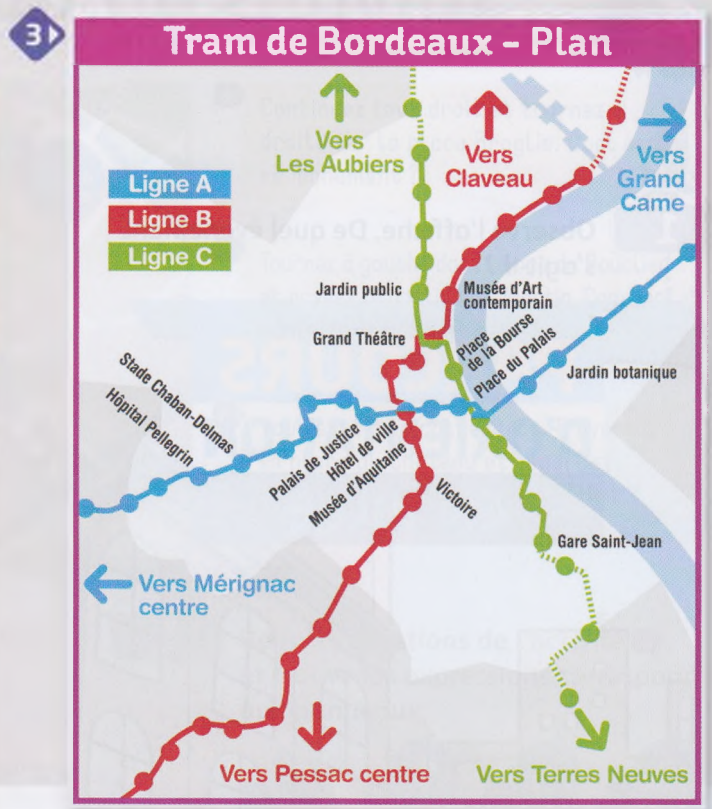 3
Tram de Bordeaux – Plan
Vers
Les Aubiers
Vers
Claveau
Vers
Grand
Came
Ligne A
Ligne B
Ligne C
Jardin public
Musée d'Art
contemporain
Grand Théâtre
Place
de la Bourse
Place du Palais
Jardin botanique
Stade Chaban-Delmas
Hôpital Pellegrin
Palais de Justice
Hôtel de ville
Musée d'Aquitaine
Victoire
Gare Saint-Jean
Vers Mérignac
centre
Vers Pessac centre
Vers Terres Neuves